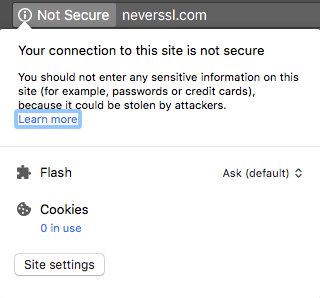 Not Secure neverssl.com
Your connection to this site is not secure
You should not enter any sensitive information on this
site (for example, passwords or credit cards),
because it could be stolen by attackers.
Learn more
Flash Ask (default)
Cookies
0 in use
Site settings